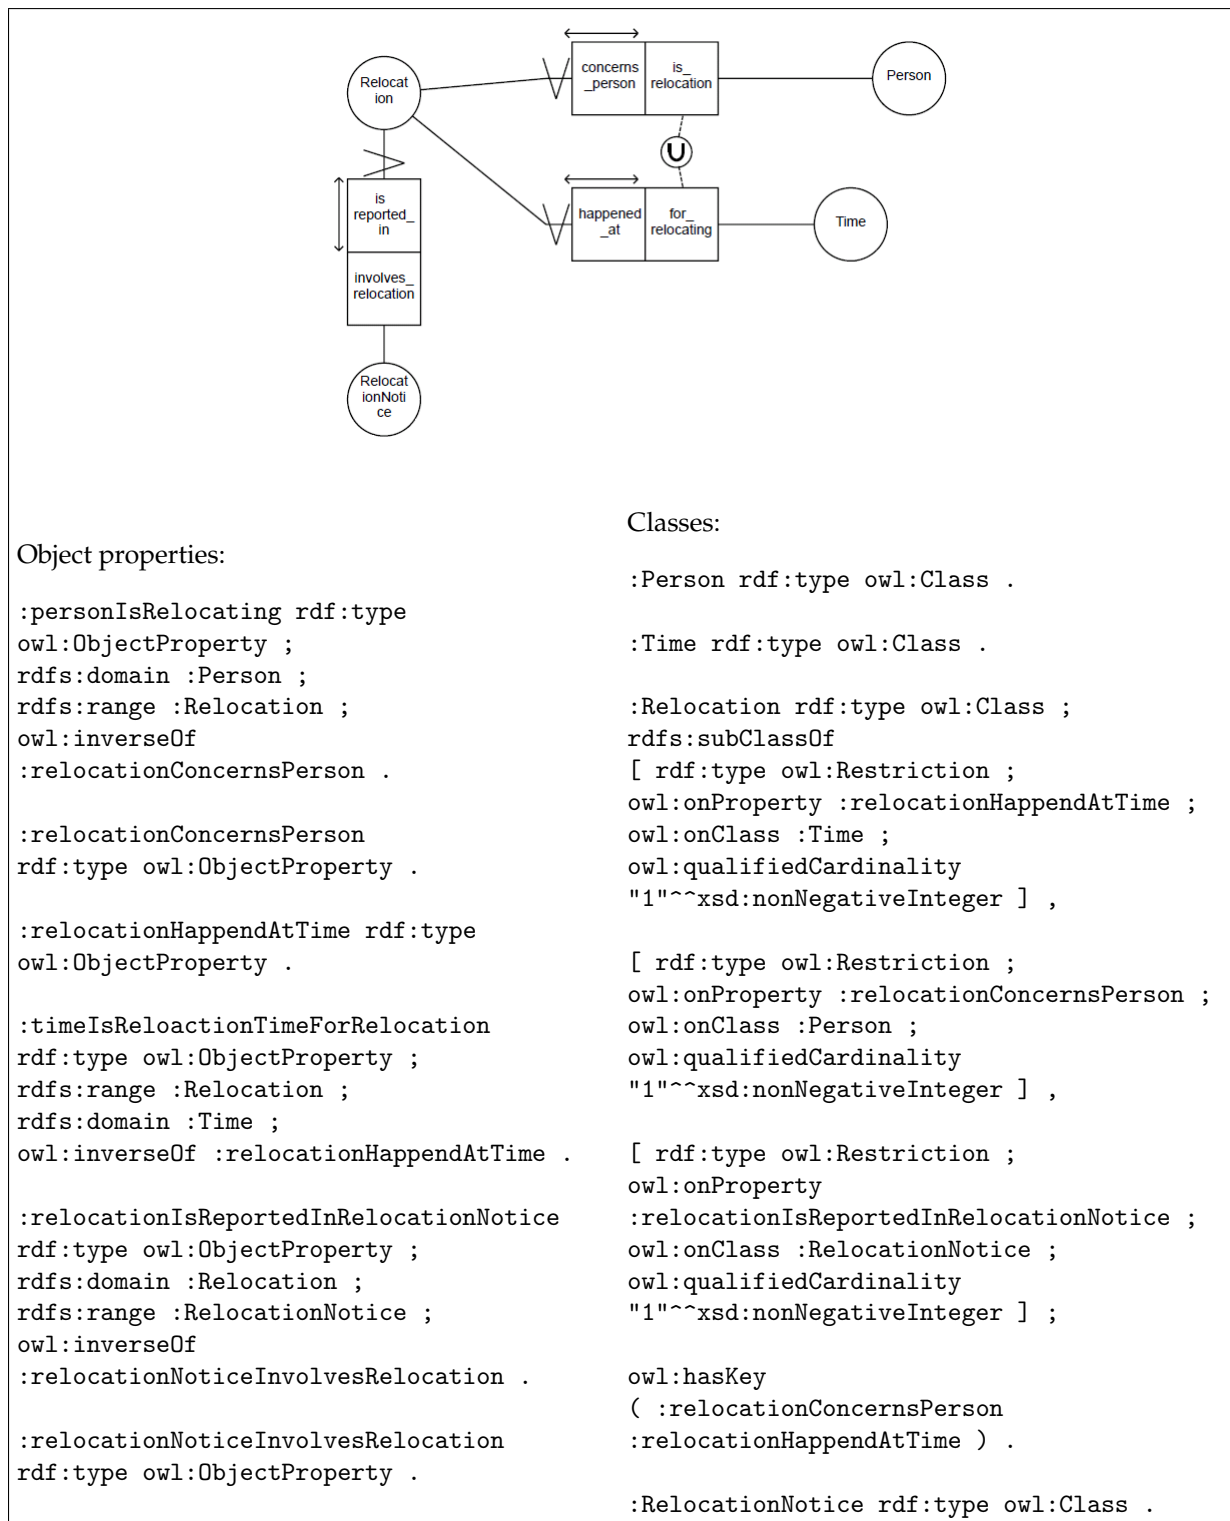 Relocat
ion
concerns
_person
is_
relocation
Person
U
is
reported_
in
happened
_at
for_
relocating
Time
involves_
relocation
Relocat
ionNoti
ce
Object properties:
:personIsRelocating rdf:type
owl:ObjectProperty ;
rdfs:domain :Person ;
rdfs:range :Relocation ;
owl:inverseOf
:relocationConcernsPerson .
:relocationConcernsPerson
rdf:type owl:ObjectProperty .
:relocationHappendAtTime rdf:type
owl:ObjectProperty .
:timeIsReloactionTimeForRelocation
rdf:type owl:ObjectProperty ;
rdfs:range :Relocation ;
rdfs:domain :Time ;
owl:inverseOf :relocationHappendAtTime .
:relocationIsReportedInRelocationNotice
rdf:type owl:ObjectProperty ;
rdfs:domain :Relocation ;
rdfs:range :RelocationNotice ;
owl:inverseOf
:relocationNoticeInvolvesRelocation .
:relocationNoticeInvolvesRelocation
rdf:type owl:ObjectProperty .
Classes:
:Person rdf:type owl:Class .
:Time rdf:type owl:Class .
:Relocation rdf:type owl:Class ;
rdfs:subClassOf
[ rdf:type owl:Restriction ;
owl:onProperty :relocationHappendAtTime ;
owl:onClass :Time ;
owl:qualifiedCardinality
"1"^^xsd:nonNegativeInteger ] ,
[ rdf:type owl:Restriction ;
owl:onProperty :relocationConcernsPerson ;
owl:onClass :Person ;
owl:qualifiedCardinality
"1"^^xsd:nonNegativeInteger ] ,
[ rdf:type owl:Restriction ;
owl:onProperty
:relocationIsReportedInRelocationNotice ;
owl:onClass :RelocationNotice ;
owl:qualifiedCardinality
"1"^^xsd:nonNegativeInteger ] ;
owl:hasKey
( :relocationConcernsPerson
:relocationHappendAtTime ) .
:RelocationNotice rdf:type owl:Class .